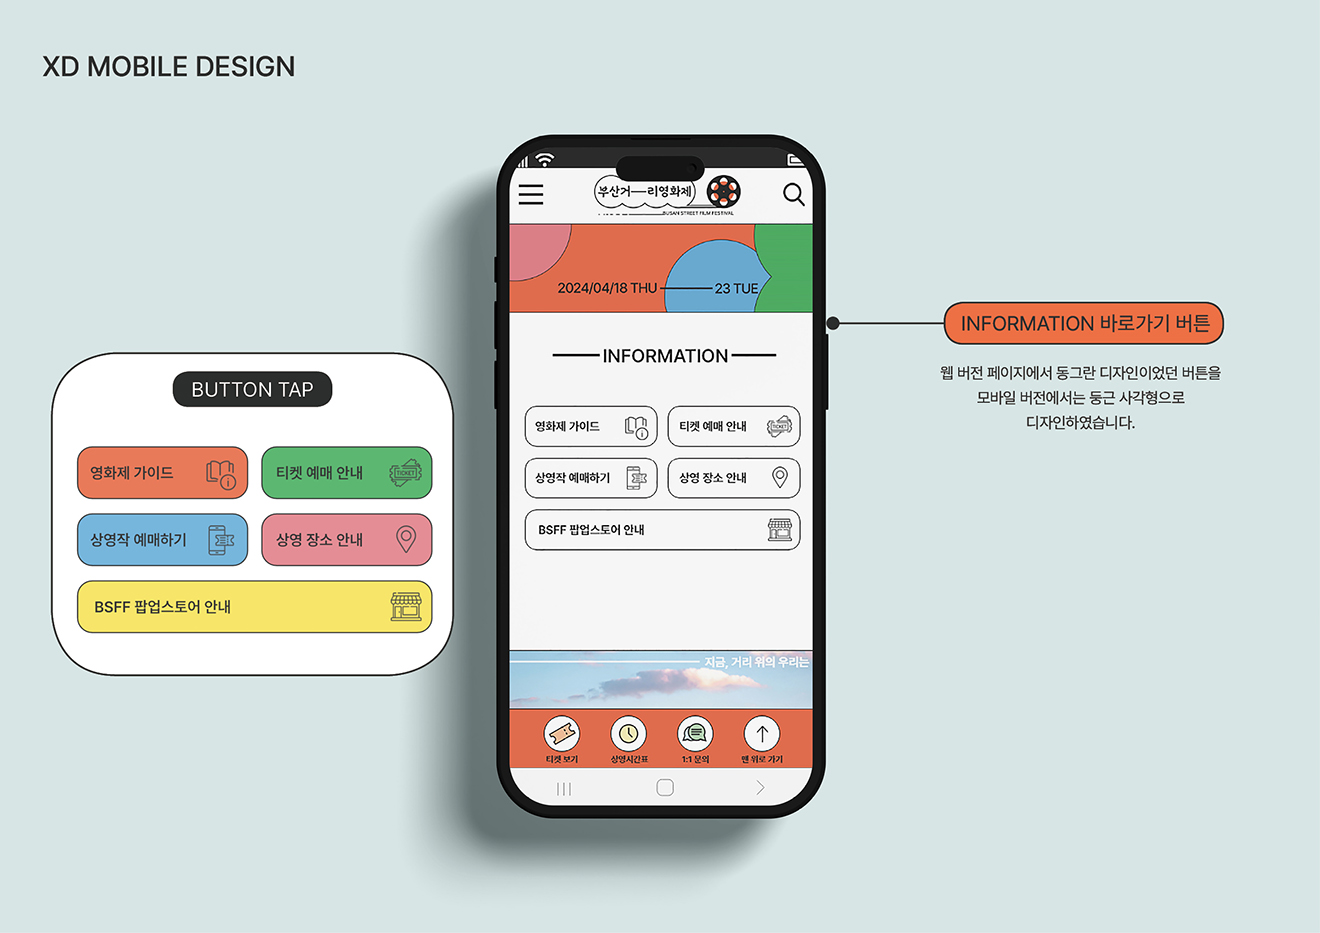 XD MOBILE DESIGN
부산거—리영화제
BUSAN STREET FILM FESTIVAL
2024/04/18 THU — 23 TUE
INFORMATION
영화제 가이드
티켓 예매 안내
TICKET
상영작 예매하기
상영 장소 안내
BSFF 팝업스토어 안내
지금, 거리 위의 우리는
티켓 보기
상영시간표
1:1 문의
맨 위로 가기
BUTTON TAP
영화제 가이드
티켓 예매 안내
TICKET
상영작 예매하기
상영 장소 안내
BSFF 팝업스토어 안내
INFORMATION 바로가기 버튼
웹 버전 페이지에서 동그란 디자인이었던 버튼을
모바일 버전에서는 둥근 사각형으로
디자인하였습니다.